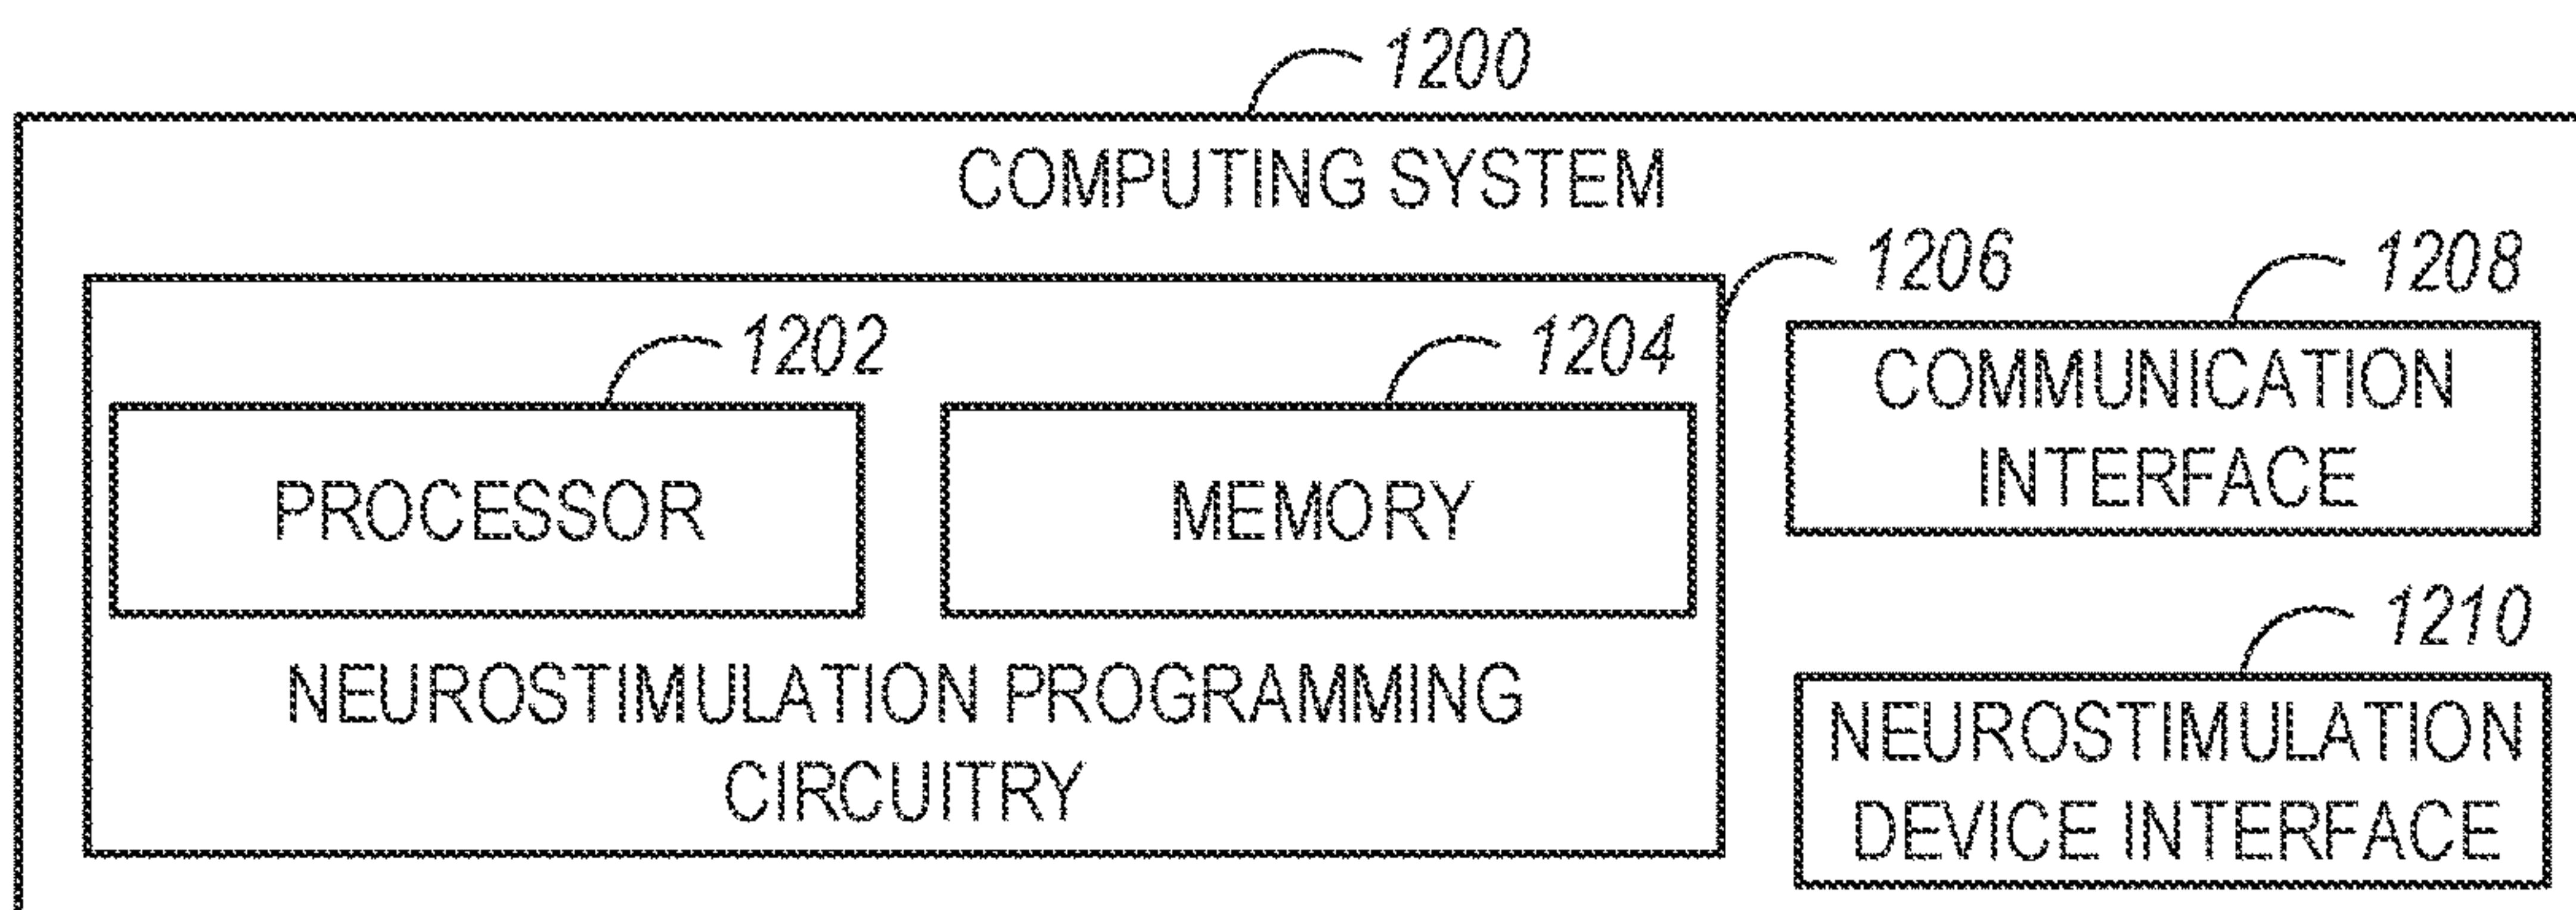 1200
COMPUTING SYSTEM
1206
1208
1202
1204
COMMUNICATION
INTERFACE
PROCESSOR
MEMORY
1210
NEUROSTIMULATION PROGRAMMING
CIRCUITRY
NEUROSTIMULATION
DEVICE INTERFACE